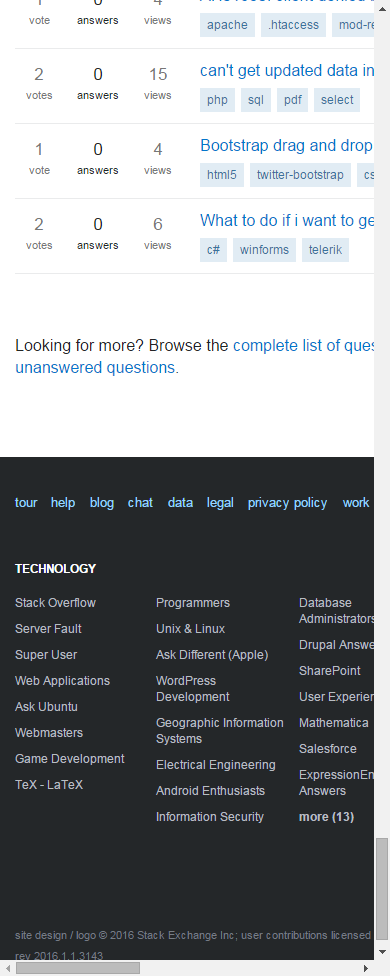 vote answers views
apache .htaccess mod-re
2 0 15 can't get updated data in
votes answers views
php sql pdf select
1 0 4 Bootstrap drag and drop
vote answers views
html5 twitter-bootstrap cs
2 0 6 What to do if i want to ge
votes answers views
c# winforms telerik
Looking for more? Browse the complete list of ques
unanswered questions.
tour help blog chat data legal privacy policy work
TECHNOLOGY
Stack Overflow
Server Fault
Super User
Web Applications
Ask Ubuntu
Webmasters
Game Development
TeX - LaTeX
Programmers
Unix & Linux
Ask Different (Apple)
WordPress
Development
Geographic Information
Systems
Electrical Engineering
Android Enthusiasts
Information Security
Database
Administrators
Drupal Answe
SharePoint
User Experien
Mathematica
Salesforce
ExpressionEn
Answers
more (13)
site design / logo © 2016 Stack Exchange Inc; user contributions licensed
rev 2016.1.1.3143